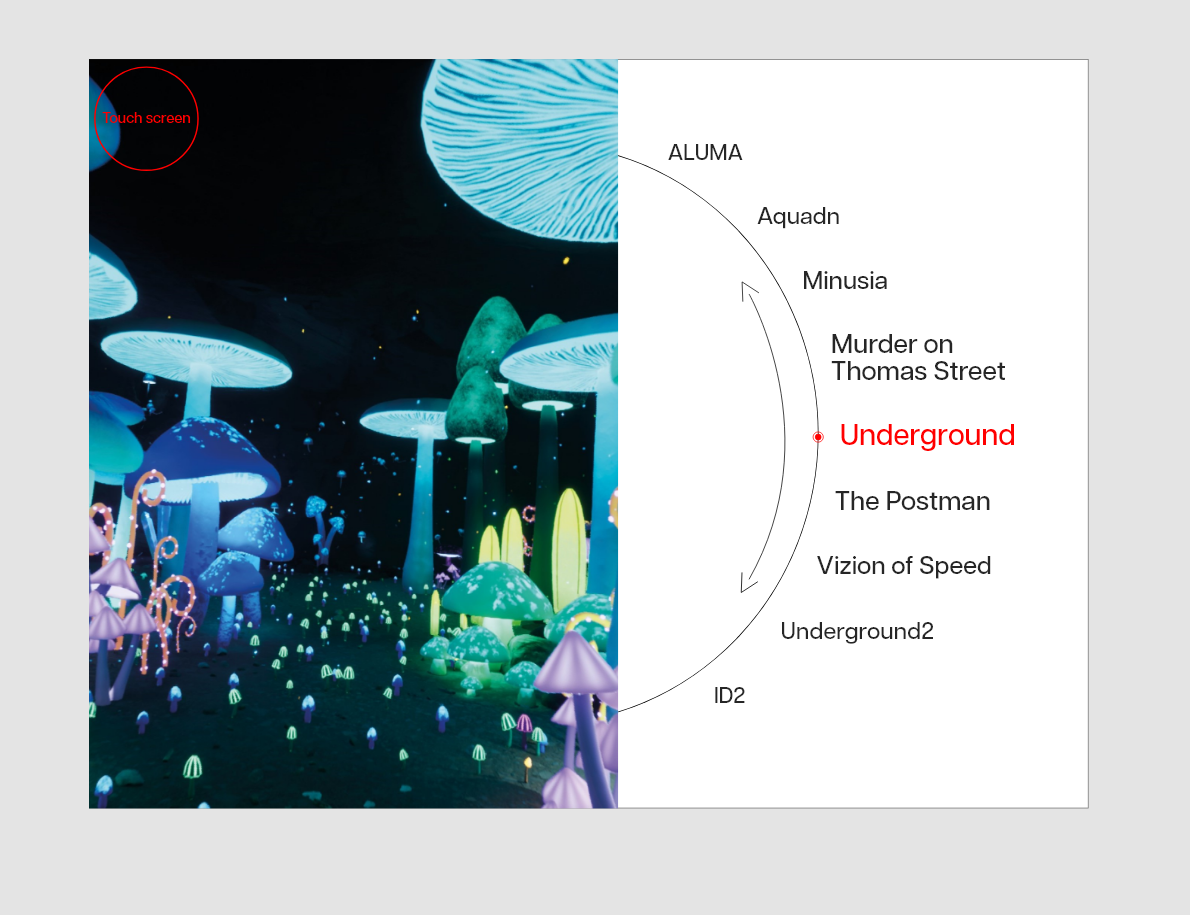 Touch screen
ALUMA
Aquadn
Minusia
Murder on
Thomas Street
Underground
The Postman
Vizion of Speed
Underground2
ID2